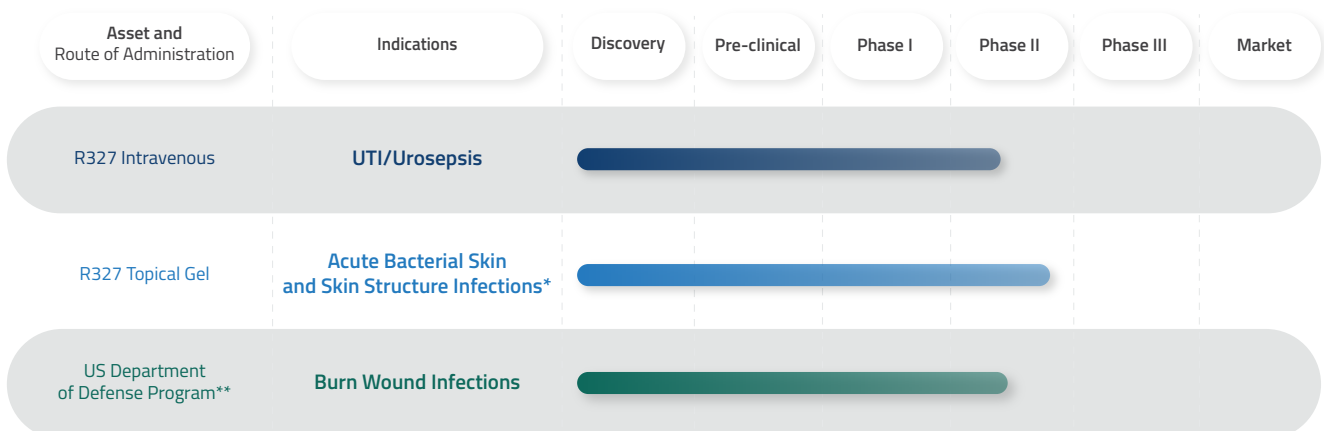 Asset and
Route of Administration
Indications
Discovery
Pre-clinical
Phase I
Phase II
Phase III
Market
R327 Intravenous
UTI/Urosepsis
R327 Topical Gel
Acute Bacterial Skin
and Skin Structure Infections*
US Department
of Defense Program**
Burn Wound Infections